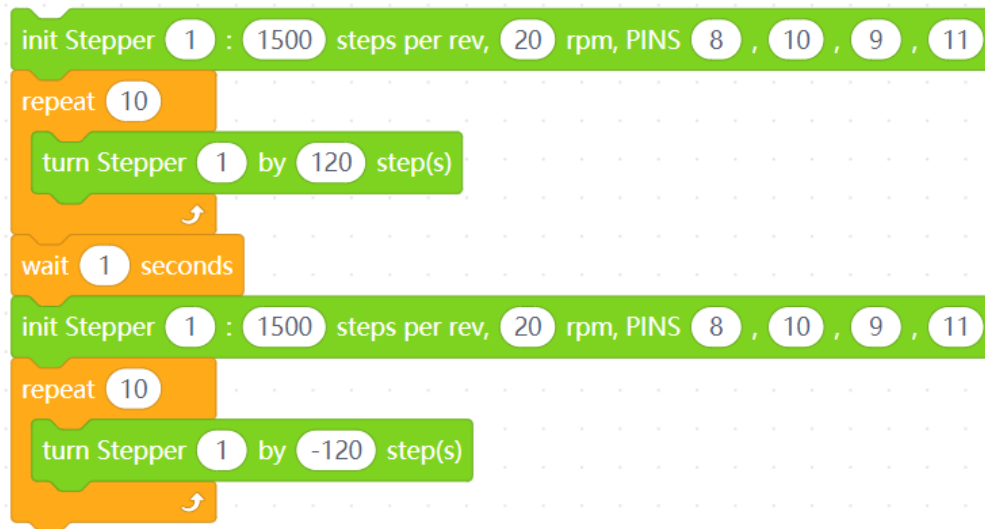 init Stepper 1 : 1500 steps per rev, 20 rpm, PINS 8 , 10 , 9 , 11
repeat 10
turn Stepper 1 by 120 step(s)
wait 1 seconds
init Stepper 1 : 1500 steps per rev, 20 rpm, PINS 8 , 10 , 9 , 11
repeat 10
turn Stepper 1 by -120 step(s)